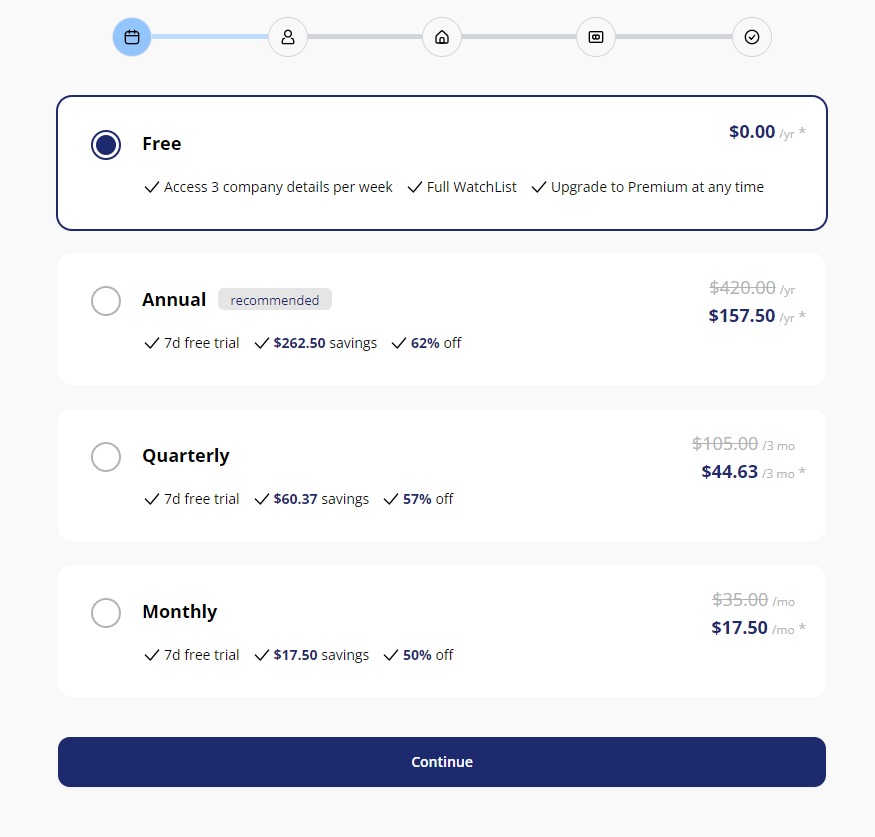 Free
$0.00 /yr *
Access 3 company details per week Full WatchList Upgrade to Premium at any time
Annual recommended
$420.00 /yr
$157.50 /yr *
7d free trial $262.50 savings 62% off
Quarterly
$105.00 /3 mo
$44.63 /3 mo *
7d free trial $60.37 savings 57% off
Monthly
$35.00 /mo
$17.50 /mo *
7d free trial $17.50 savings 50% off
Continue